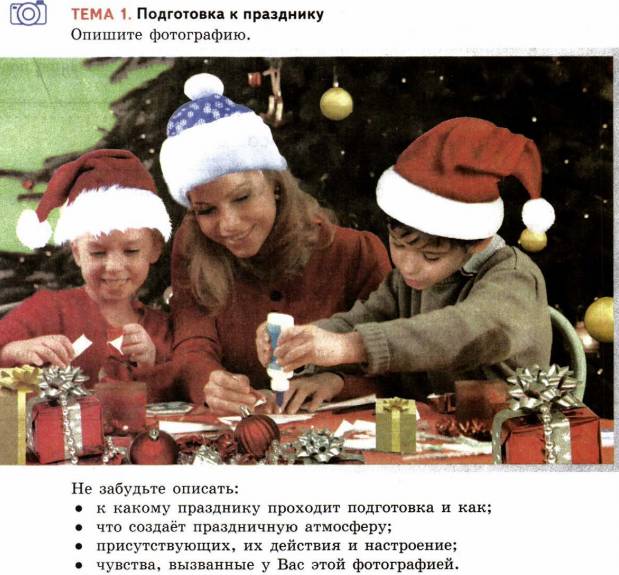 ТЕМА 1. Подготовка к празднику
Опишите фотографию.
Не забудьте описать:
• к какому празднику проходит подготовка и как;
• что создаёт праздничную атмосферу;
• присутствующих, их действия и настроение;
• чувства, вызванные у Вас этой фотографией.